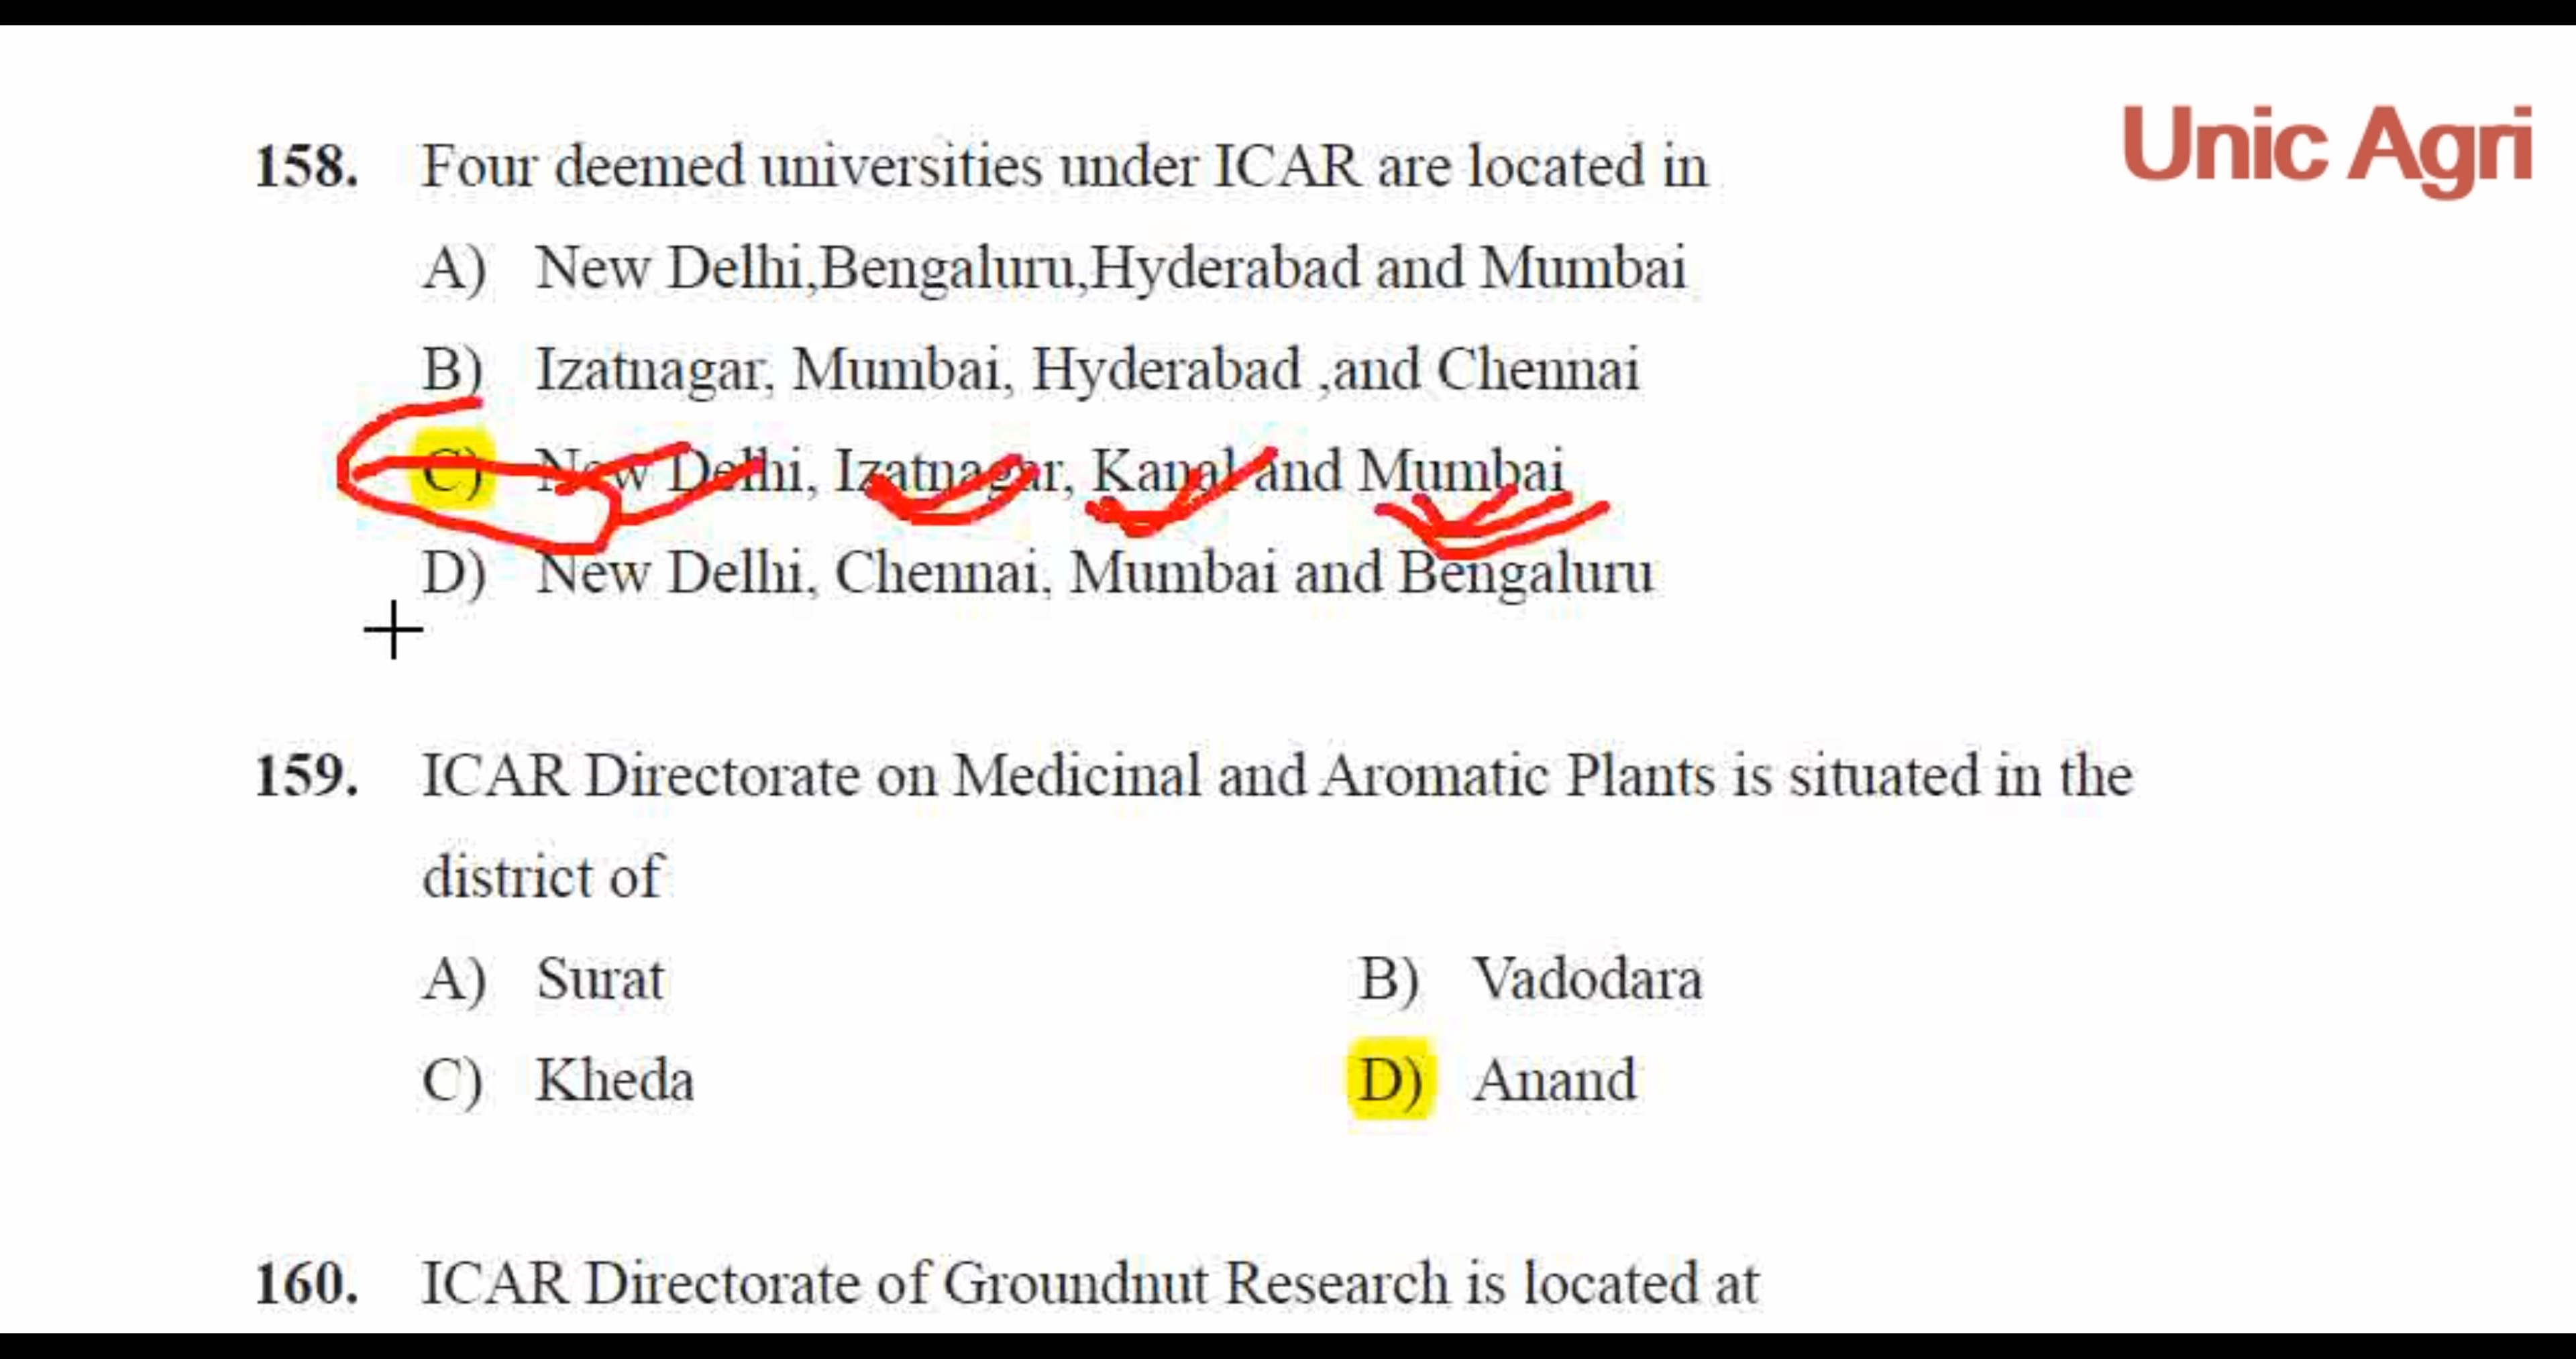 Unic Agri
158. Four deemed universities under ICAR are located in
A) New Delhi,Bengaluru,Hyderabad and Mumbai
B) Izatnagar, Mumbai, Hyderabad ,and Chennai
C) New Delhi, Izatnagar, Kanal and Mumbai
D) New Delhi, Chennai, Mumbai and Bengaluru
159. ICAR Directorate on Medicinal and Aromatic Plants is situated in the
district of
A) Surat B) Vadodara
C) Kheda D) Anand
160. ICAR Directorate of Groundnut Research is located at